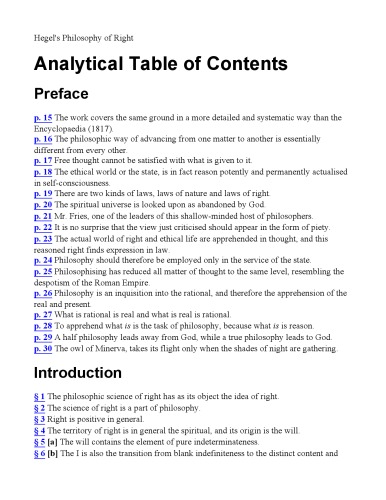 Hegel's Philosophy of Right
Analytical Table of Contents
Preface
p. 15 The work covers the same ground in a more detailed and systematic way than the
Encyclopaedia (1817).
p. 16 The philosophic way of advancing from one matter to another is essentially
different from every other.
p. 17 Free thought cannot be satisfied with what is given to it.
p. 18 The ethical world or the state, is in fact reason potently and permanently actualised
in self-consciousness.
p. 19 There are two kinds of laws, laws of nature and laws of right.
p. 20 The spiritual universe is looked upon as abandoned by God.
p. 21 Mr. Fries, one of the leaders of this shallow-minded host of philosophers.
p. 22 It is no surprise that the view just criticised should appear in the form of piety.
p. 23 The actual world of right and ethical life are apprehended in thought, and this
reasoned right finds expression in law.
p. 24 Philosophy should therefore be employed only in the service of the state.
p. 25 Philosophising has reduced all matter of thought to the same level, resembling the
despotism of the Roman Empire.
p. 26 Philosophy is an inquisition into the rational, and therefore the apprehension of the
real and present.
p. 27 What is rational is real and what is real is rational.
p. 28 To apprehend what is is the task of philosophy, because what is is reason.
p. 29 A half philosophy leads away from God, while a true philosophy leads to God.
p. 30 The owl of Minerva, takes its flight only when the shades of night are gathering.
Introduction
§ 1 The philosophic science of right has as its object the idea of right.
§ 2 The science of right is a part of philosophy.
§ 3 Right is positive in general.
§ 4 The territory of right is in general the spiritual, and its origin is the will.
§ 5 [a] The will contains the element of pure indeterminateness.
§ 6 [b] The I is also the transition from blank indefiniteness to the distinct content and